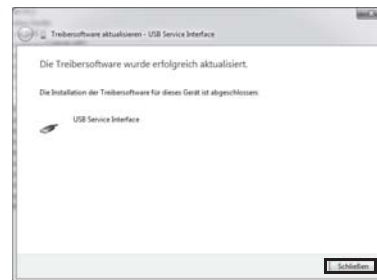 Treibersoftware aktualisieren - USB Service Interface
Die Treibersoftware wurde erfolgreich aktualisiert.
Die Installation der Treibersoftware für dieses Gerät ist abgeschlossen:
USB Service Interface
Schließen